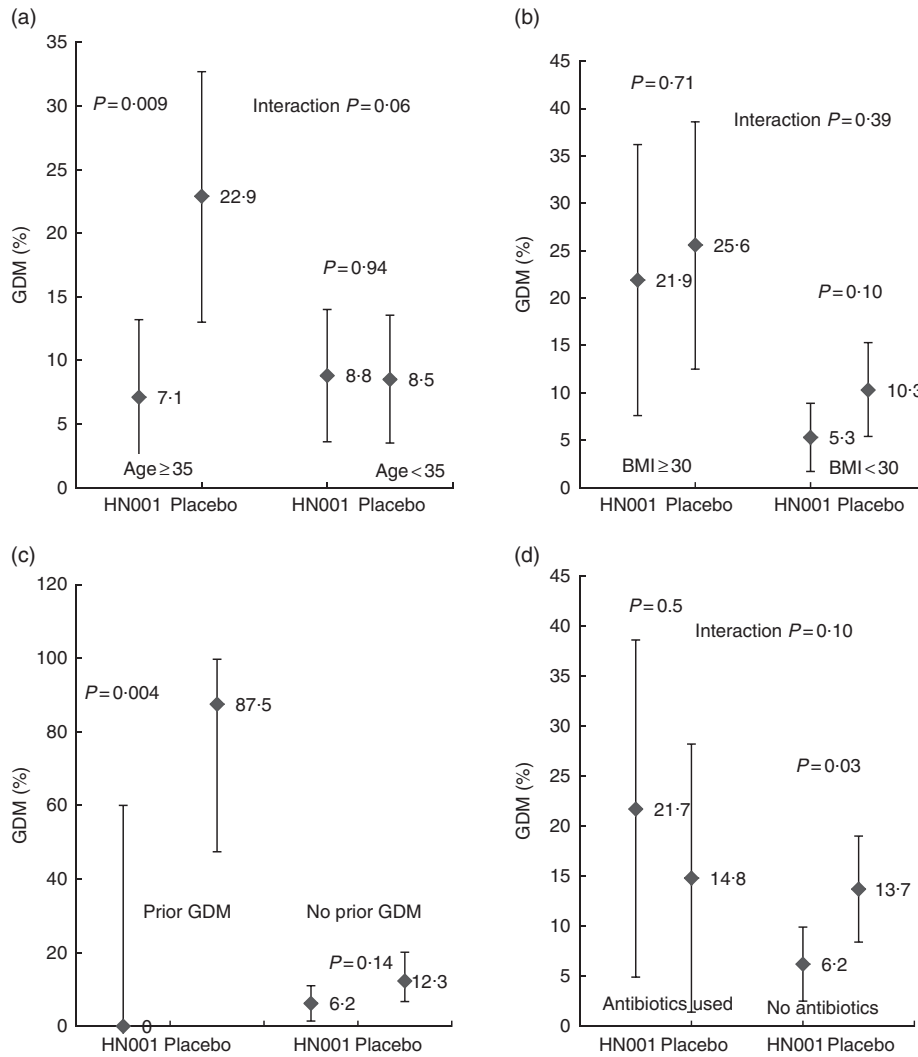 (a)
35
30
25
20
15
10
5
0
GDM (%)
P=0·009
Interaction P=0·06
22·9
P=0·94
7·1
8·8
8·5
Age≥35
Age<35
HN001 Placebo
HN001 Placebo
(b)
45
40
35
30
25
20
15
10
5
0
GDM (%)
P=0·71
Interaction P=0·39
25·6
21·9
P=0·10
10·3
5·3
BMI≥30
BMI<30
HN001 Placebo
HN001 Placebo
(c)
120
100
80
60
40
20
0
GDM (%)
P=0·004
87·5
Prior GDM
No prior GDM
P=0·14
12·3
6·2
0
HN001 Placebo
HN001 Placebo
(d)
45
40
35
30
25
20
15
10
5
0
GDM (%)
P=0·5
Interaction P=0·10
21·7
P=0·03
14·8
13·7
6·2
Antibiotics used
No antibiotics
HN001 Placebo
HN001 Placebo